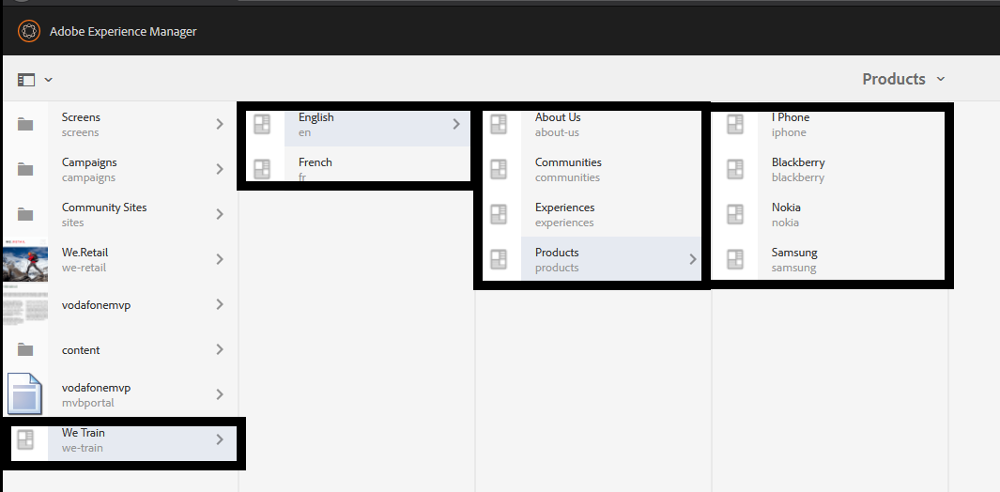 Adobe Experience Manager
Products
Screens
screens
Campaigns
campaigns
Community Sites
sites
We.Retail
we-retail
vodafonemvp
content
vodafonemvp
mvbportal
We Train
we-train
English
en
French
fr
About Us
about-us
Communities
communities
Experiences
experiences
Products
products
I Phone
iphone
Blackberry
blackberry
Nokia
nokia
Samsung
samsung